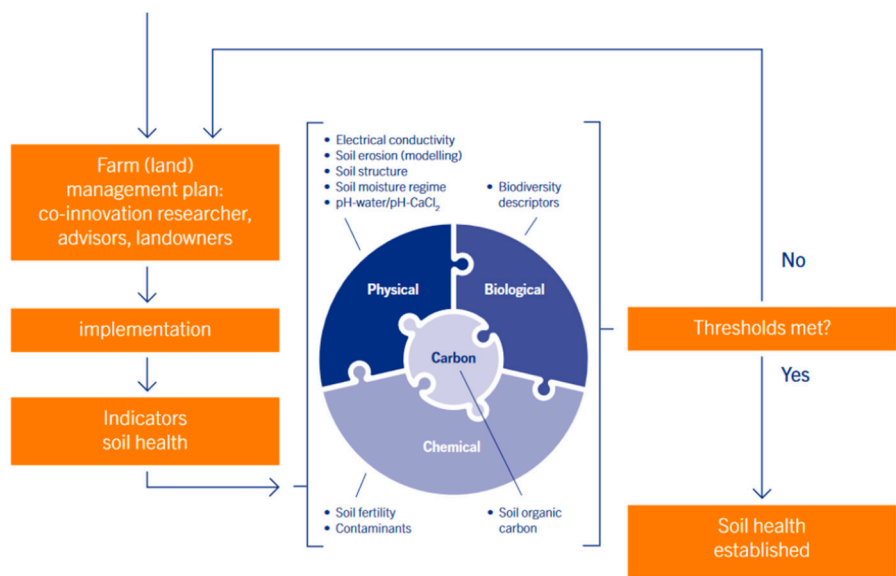 Farm (land)
management plan:
co-innovation researcher,
advisors, landowners
implementation
Indicators
soil health
• Electrical conductivity
• Soil erosion (modelling)
• Soil structure
• Soil moisture regime
• pH-water/pH-CaCl₂
• Biodiversity
descriptors
Physical
Biological
Carbon
Chemical
• Soil fertility
• Contaminants
• Soil organic
carbon
No
Thresholds met?
Yes
Soil health
established